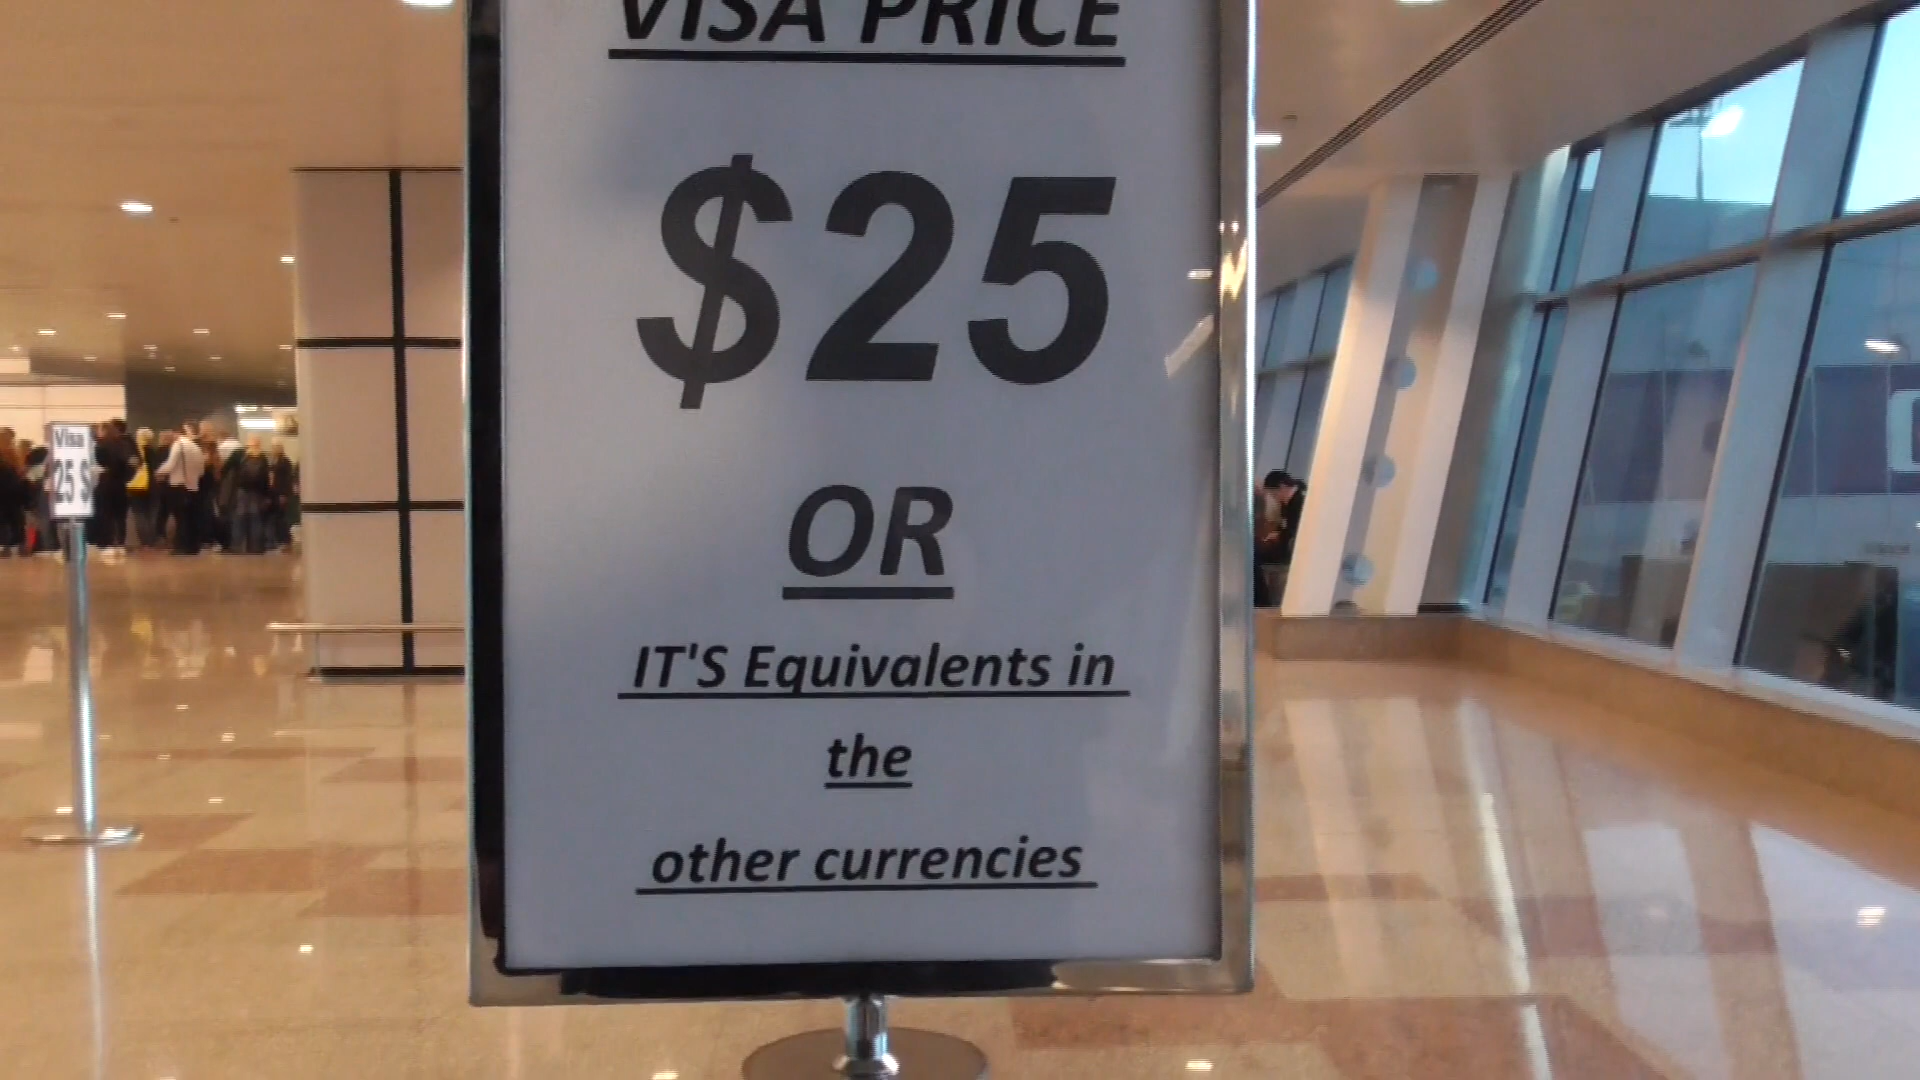 VISA PRICE
$25
OR
IT'S Equivalents in
the
other currencies
Visa
25 $